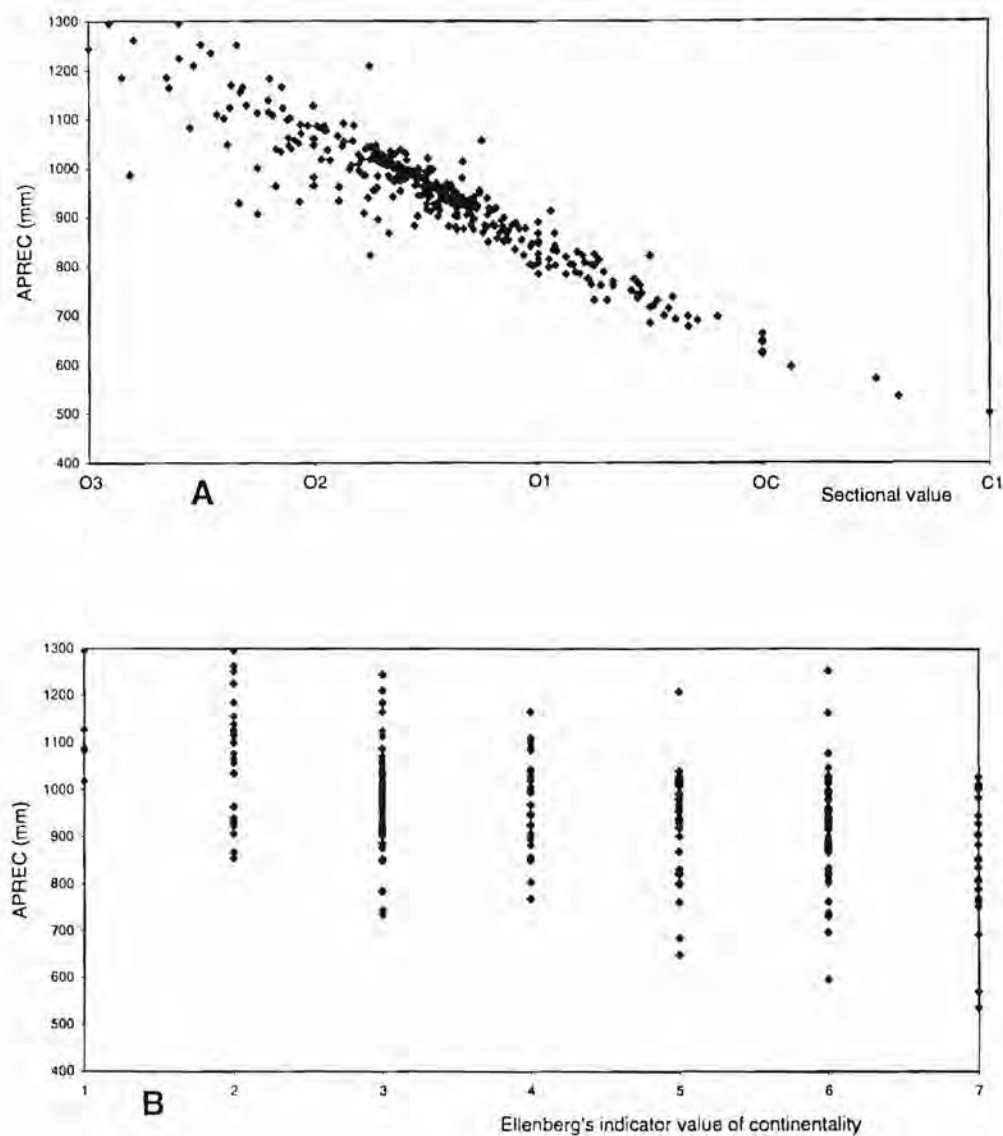 1300
1200
1100
1000
900
800
700
600
500
400
APREC (mm)
O3 O2 O1 OC C1
A
Sectional value
1300
1200
1100
1000
900
800
700
600
500
400
APREC (mm)
1 2 3 4 5 6 7
B
Ellenberg's indicator value of continentality